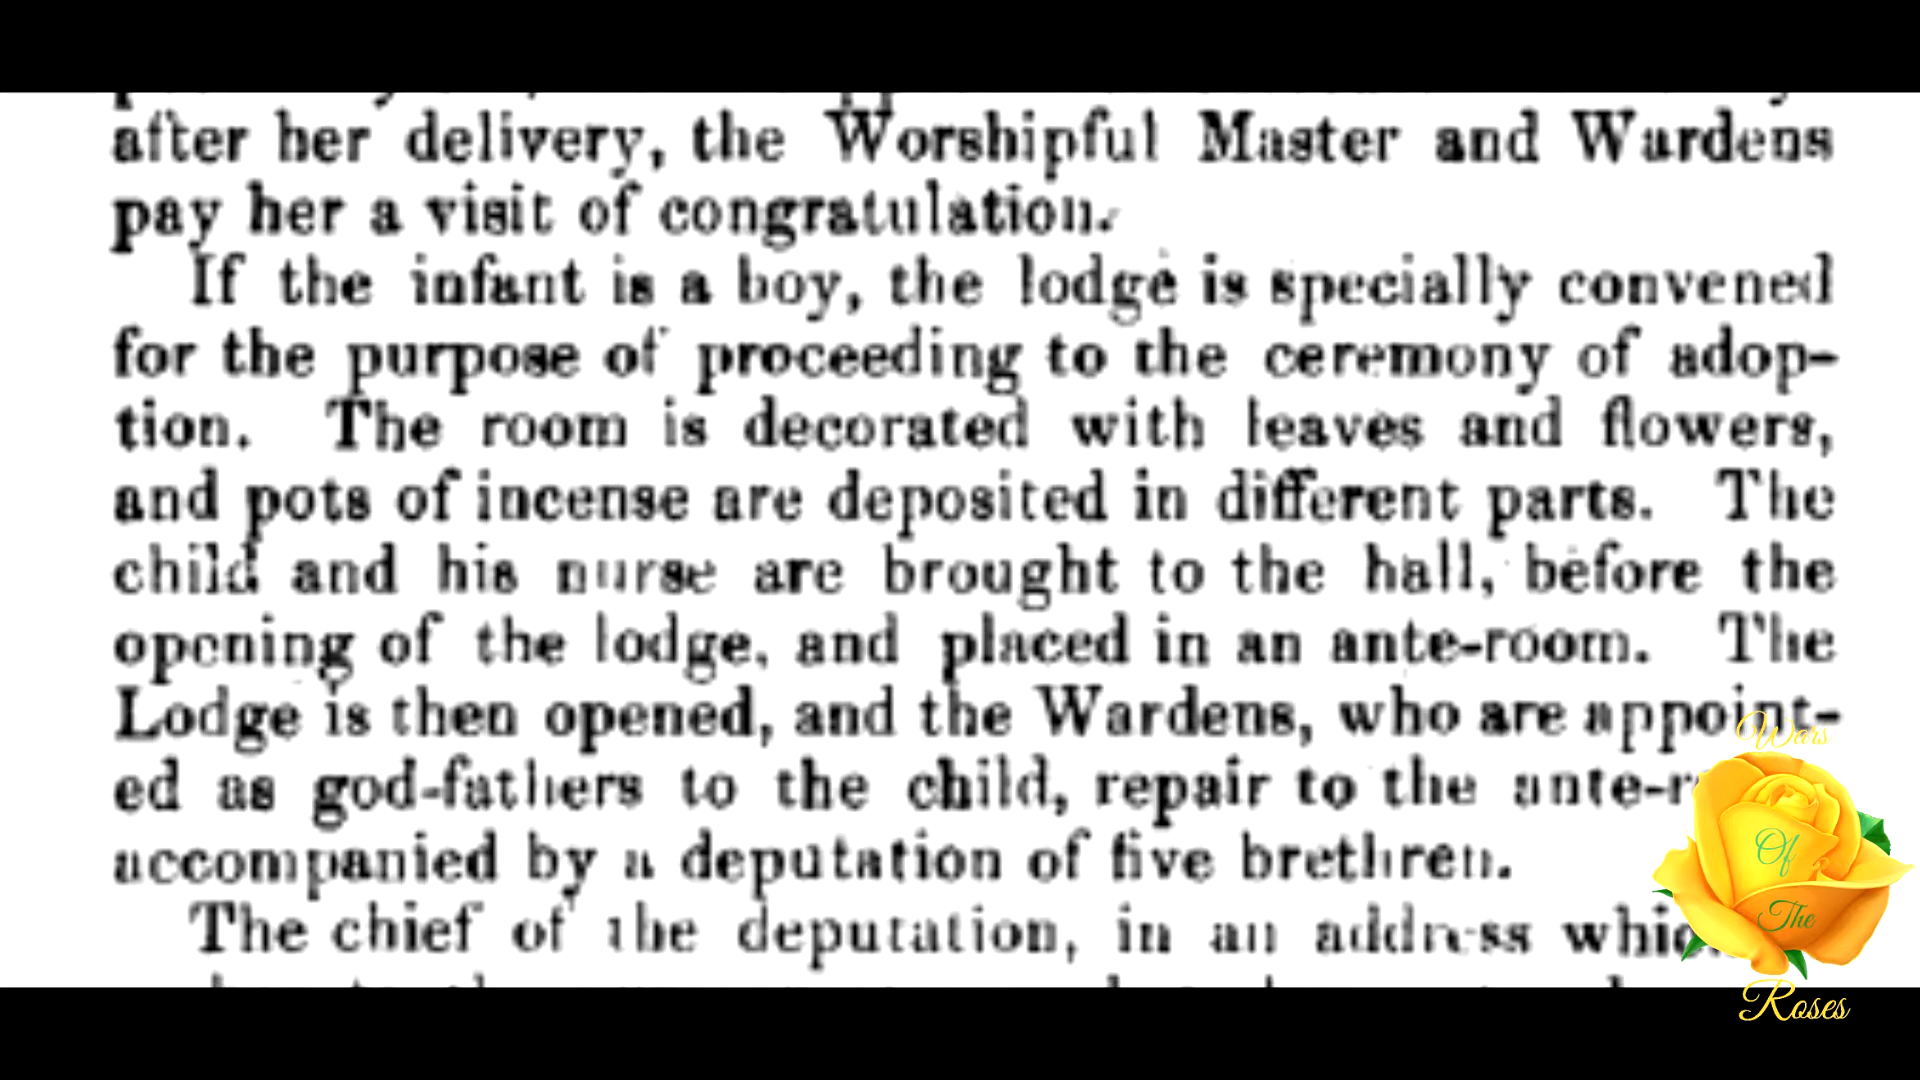 after her delivery, the Worshipful Master and Wardens
pay her a visit of congratulation.
If the infant is a boy, the lodge is specially convened
for the purpose of proceeding to the ceremony of adop-
tion. The room is decorated with leaves and flowers,
and pots of incense are deposited in different parts. The
child and his nurse are brought to the hall, before the
opening of the lodge, and placed in an ante-room. The
Lodge is then opened, and the Wardens, who are appoint-
ed as god-fathers to the child, repair to the
accompanied by a deputation of five brethren.
The chief of the deputation, in an address
Wars
Of
The
Roses